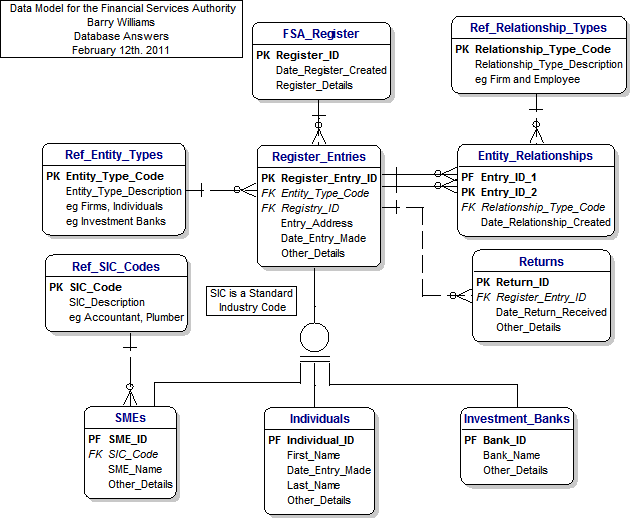 Data Model for the Financial Services Authority
Barry Williams
Database Answers
February 12th. 2011
FSA_Register
PK Register_ID
Date_Register_Created
Register_Details
Ref_Relationship_Types
PK Relationship_Type_Code
Relationship_Type_Description
eg Firm and Employee
Ref_Entity_Types
PK Entity_Type_Code
Entity_Type_Description
eg Firms, Individuals
eg Investment Banks
Register_Entries
PK Register_Entry_ID
FK Entity_Type_Code
FK Registry_ID
Entry_Address
Date_Entry_Made
Other_Details
Entity_Relationships
PF Entry_ID_1
PK Entry_ID_2
FK Relationship_Type_Code
Date_Relationship_Created
Ref_SIC_Codes
PK SIC_Code
SIC_Description
eg Accountant, Plumber
SIC is a Standard
Industry Code
Returns
PK Return_ID
FK Register_Entry_ID
Date_Return_Received
Other_Details
SMEs
PF SME_ID
FK SIC_Code
SME_Name
Other_Details
Individuals
PF Individual_ID
First_Name
Date_Entry_Made
Last_Name
Other_Details
Investment_Banks
PF Bank_ID
Bank_Name
Other_Details